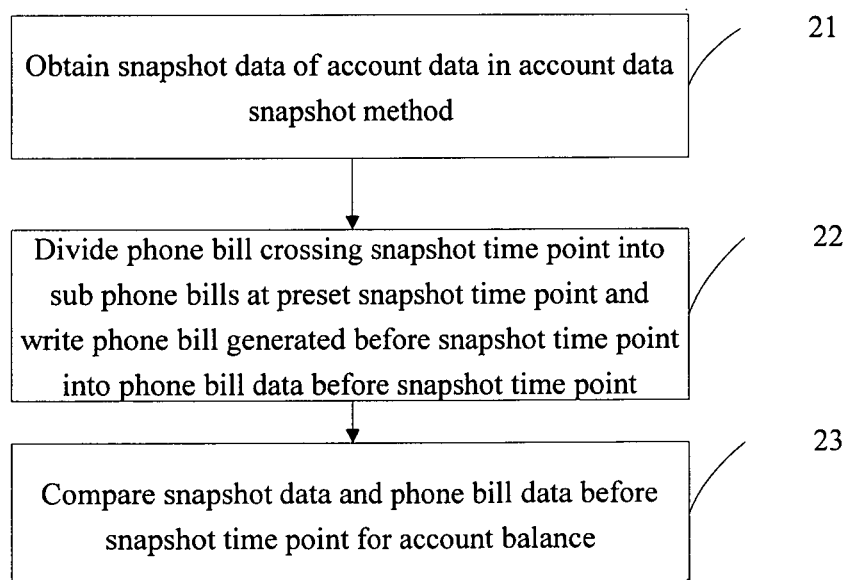 21
Obtain snapshot data of account data in account data
snapshot method
22
Divide phone bill crossing snapshot time point into
sub phone bills at preset snapshot time point and
write phone bill generated before snapshot time point
into phone bill data before snapshot time point
23
Compare snapshot data and phone bill data before
snapshot time point for account balance